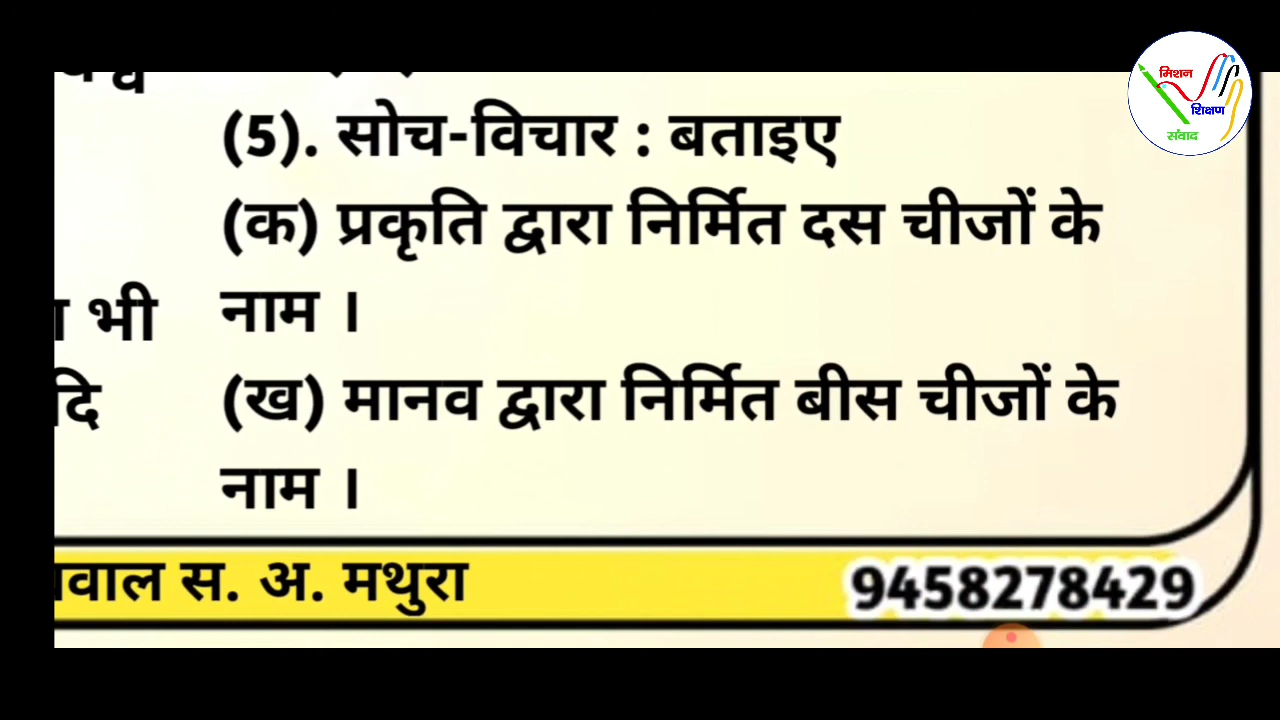 मिशन
शिक्षण
संवाद
(5). सोच-विचार : बताइए
(क) प्रकृति द्वारा निर्मित दस चीजों के
नाम ।
भी
(ख) मानव द्वारा निर्मित बीस चीजों के
नाम ।
स. अ. मथुरा
9458278429